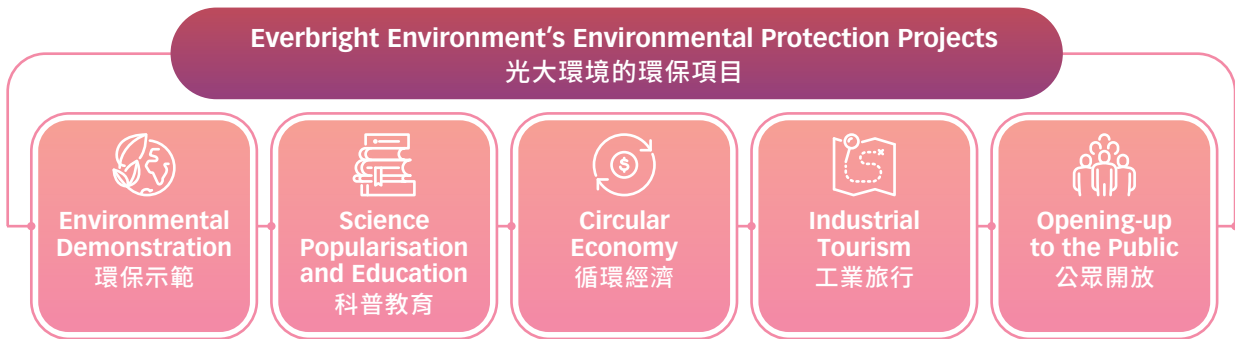 Everbright Environment's Environmental Protection Projects
光大環境的環保項目
Environmental
Demonstration
環保示範
Science
Popularisation
and Education
科普教育
$
Circular
Economy
循環經濟
Industrial
Tourism
工業旅行
Opening-up
to the Public
公眾開放